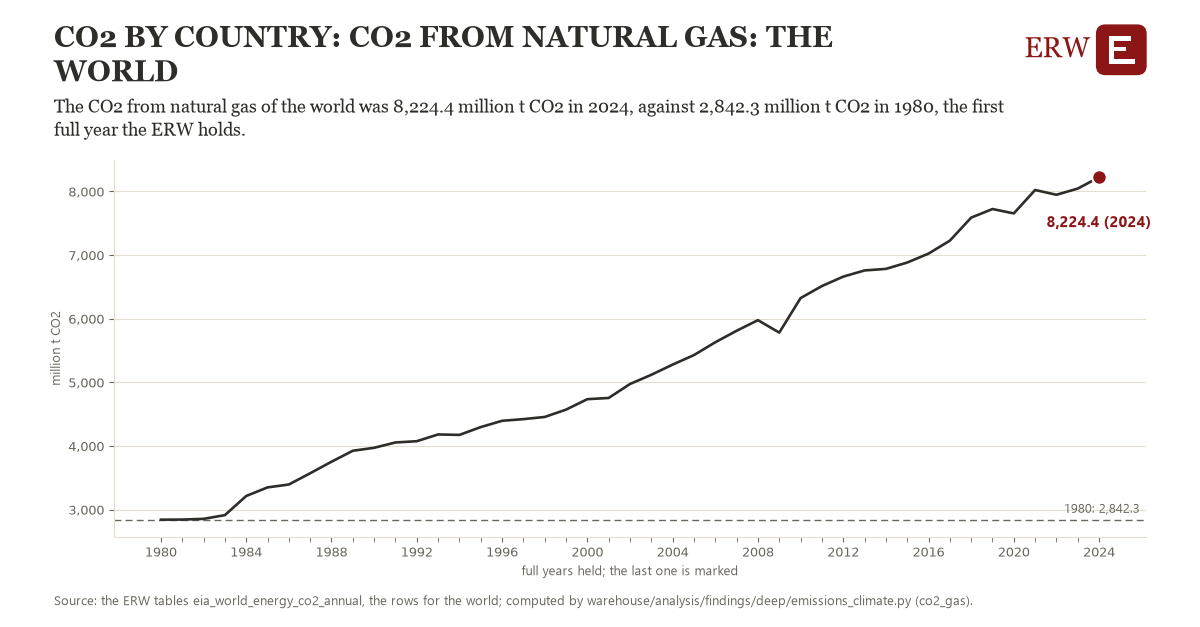 CO2 BY COUNTRY: CO2 FROM NATURAL GAS: THE
WORLD
ERW E
The CO2 from natural gas of the world was 8,224.4 million t CO2 in 2024, against 2,842.3 million t CO2 in 1980, the first
full year the ERW holds.
million t CO2
8,000
7,000
6,000
5,000
4,000
3,000
8,224.4 (2024)
1980: 2,842.3
1980 1984 1988 1992 1996 2000 2004 2008 2012 2016 2020 2024
full years held; the last one is marked
Source: the ERW tables eia_world_energy_co2_annual, the rows for the world; computed by warehouse/analysis/findings/deep/emissions_climate.py (co2_gas).